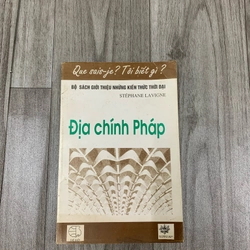 Que sais-je? Tôi biết gì?
BỘ SÁCH GIỚI THIỆU NHỮNG KIẾN THỨC THỜI ĐẠI
STÉPHANE LAVIGNE
Địa chính Pháp